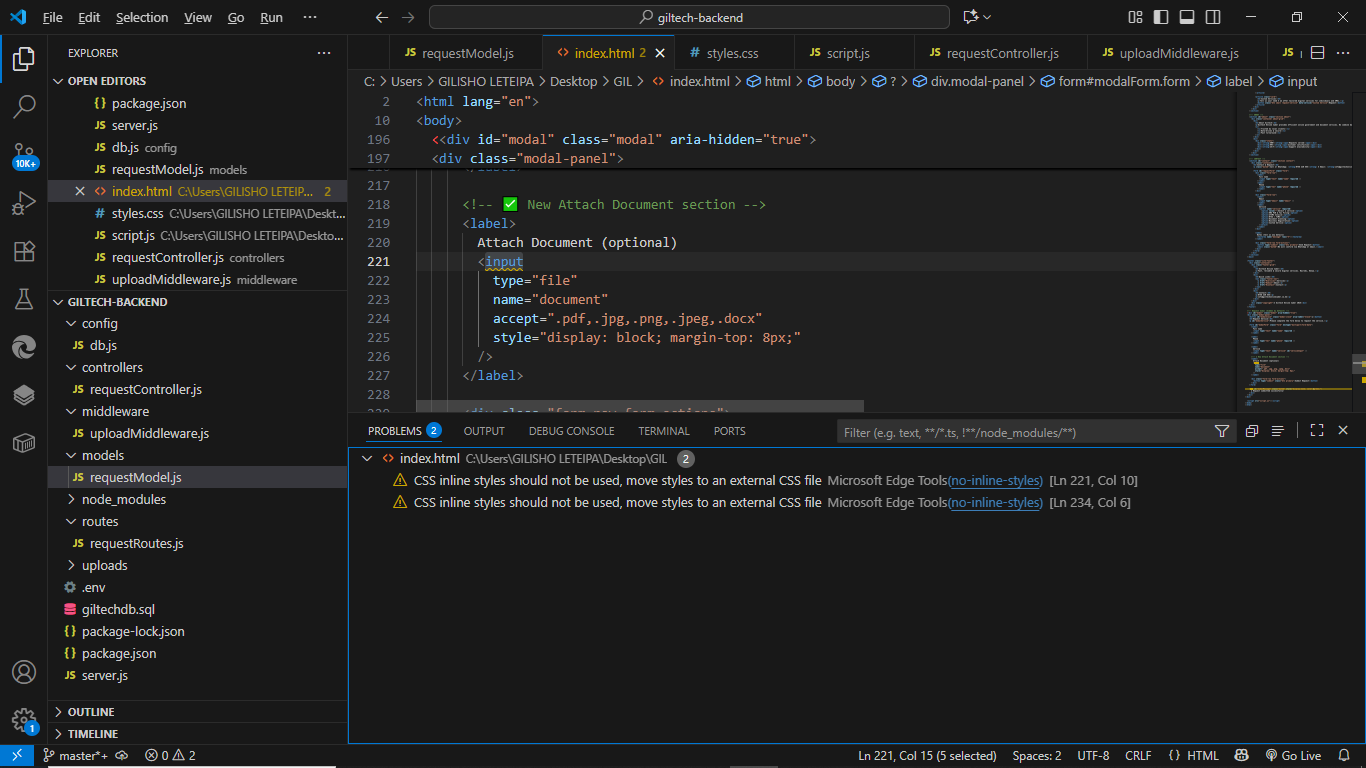 File Edit Selection View Go Run ···
giltech-backend
EXPLORER ···
OPEN EDITORS
{} package.json
JS server.js
JS db.js config
JS requestModel.js models
<> index.html C:\Users\GILISHO LETEIP... 2
# styles.css C:\Users\GILISHO LETEIPA\Deskt...
JS script.js C:\Users\GILISHO LETEIPA\Deskto...
JS requestController.js controllers
JS uploadMiddleware.js middleware
GILTECH-BACKEND
config
JS db.js
controllers
JS requestController.js
middleware
JS uploadMiddleware.js
models
JS requestModel.js
node_modules
routes
JS requestRoutes.js
uploads
.env
giltechdb.sql
{} package-lock.json
{} package.json
JS server.js
OUTLINE
TIMELINE
10K+
1
JS requestModel.js <> index.html 2 # styles.css JS script.js JS requestController.js JS uploadMiddleware.js JS ···
C: > Users > GILISHO LETEIPA > Desktop > GIL > <> index.html > html > body > ? > div.modal-panel > form#modalForm.form > label > input
2 <html lang="en">
10 <body>
196 <<div id="modal" class="modal" aria-hidden="true">
197 <div class="modal-panel">
217
218 <!-- ✅ New Attach Document section -->
219 <label>
220 Attach Document (optional)
221 <input
222 type="file"
223 name="document"
224 accept=".pdf,.jpg,.png,.jpeg,.docx"
225 style="display: block; margin-top: 8px;"
226 />
227 </label>
228
PROBLEMS 2 OUTPUT DEBUG CONSOLE TERMINAL PORTS Filter (e.g. text, **/*.ts, !**/node_modules/**)
<> index.html C:\Users\GILISHO LETEIPA\Desktop\GIL 2
CSS inline styles should not be used, move styles to an external CSS file Microsoft Edge Tools(no-inline-styles) [Ln 221, Col 10]
CSS inline styles should not be used, move styles to an external CSS file Microsoft Edge Tools(no-inline-styles) [Ln 234, Col 6]
master*+ 0 2 Ln 221, Col 15 (5 selected) Spaces: 2 UTF-8 CRLF {} HTML Go Live